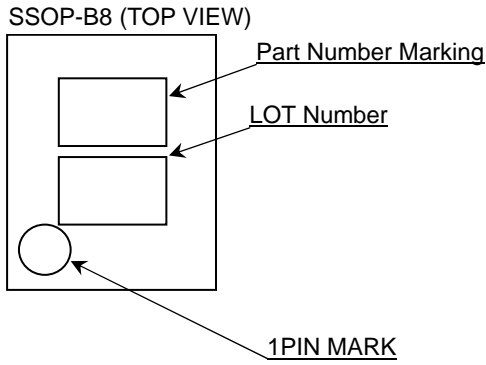 SSOP-B8 (TOP VIEW)
Part Number Marking
LOT Number
1PIN MARK